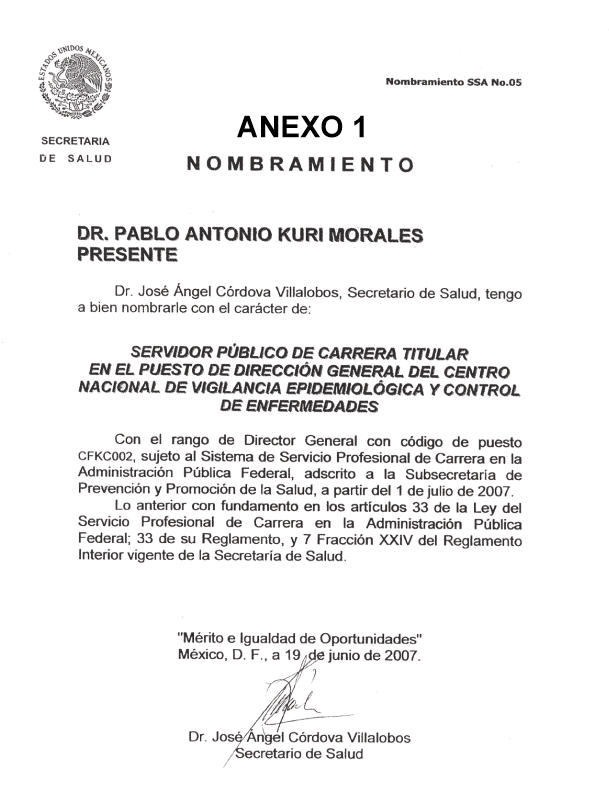 ESTADOS UNIDOS MEXICANOS
Nombramiento SSA No.05
SECRETARIA
DE SALUD
ANEXO 1
NOMBRAMIENTO
DR. PABLO ANTONIO KURI MORALES
PRESENTE
Dr. José Ángel Córdova Villalobos, Secretario de Salud, tengo
a bien nombrarle con el carácter de:
SERVIDOR PÚBLICO DE CARRERA TITULAR
EN EL PUESTO DE DIRECCIÓN GENERAL DEL CENTRO
NACIONAL DE VIGILANCIA EPIDEMIOLÓGICA Y CONTROL
DE ENFERMEDADES
Con el rango de Director General con código de puesto
CFKC002, sujeto al Sistema de Servicio Profesional de Carrera en la
Administración Pública Federal, adscrito a la Subsecretaría de
Prevención y Promoción de la Salud, a partir del 1 de julio de 2007.
Lo anterior con fundamento en los artículos 33 de la Ley del
Servicio Profesional de Carrera en la Administración Pública
Federal; 33 de su Reglamento, y 7 Fracción XXIV del Reglamento
Interior vigente de la Secretaría de Salud.
"Mérito e Igualdad de Oportunidades"
México, D. F., a 19 de junio de 2007.
Dr. José Ángel Córdova Villalobos
Secretario de Salud